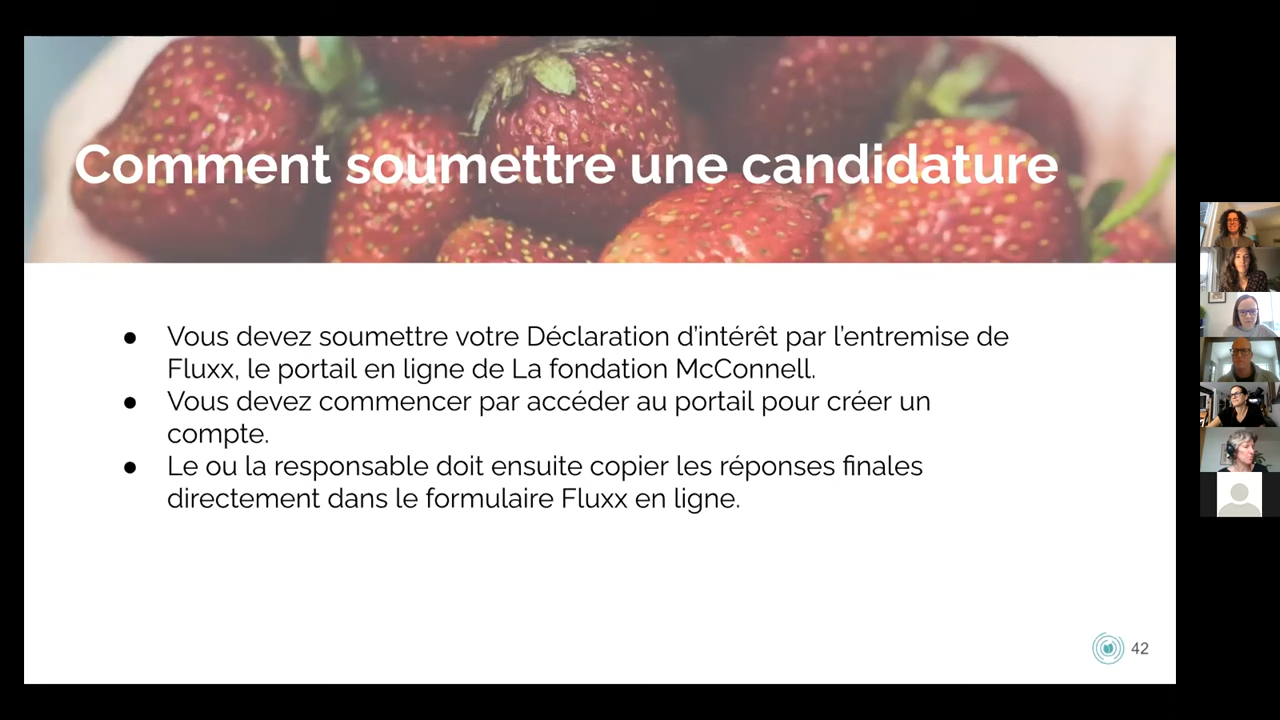 Comment soumettre une candidature
● Vous devez soumettre votre Déclaration d'intérêt par l'entremise de
Fluxx, le portail en ligne de La fondation McConnell.
● Vous devez commencer par accéder au portail pour créer un
compte.
● Le ou la responsable doit ensuite copier les réponses finales
directement dans le formulaire Fluxx en ligne.
42